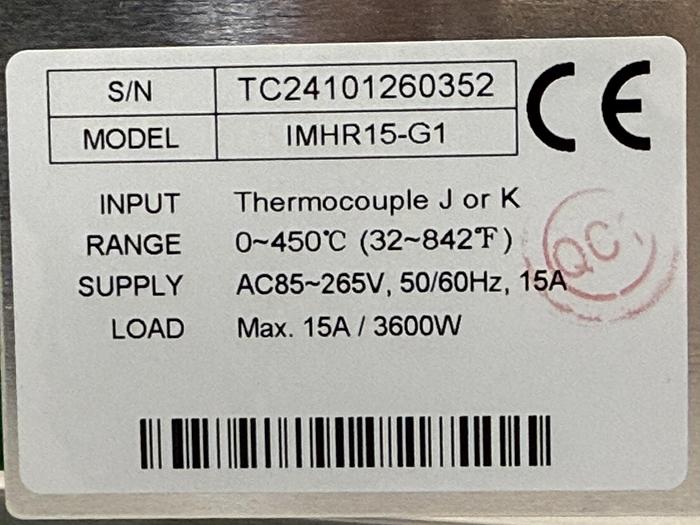 S/N TC24101260352
MODEL IMHR15-G1
CE
INPUT Thermocouple J or K
RANGE 0~450℃ (32~842℉)
SUPPLY AC85~265V, 50/60Hz, 15A
LOAD Max. 15A / 3600W
QC